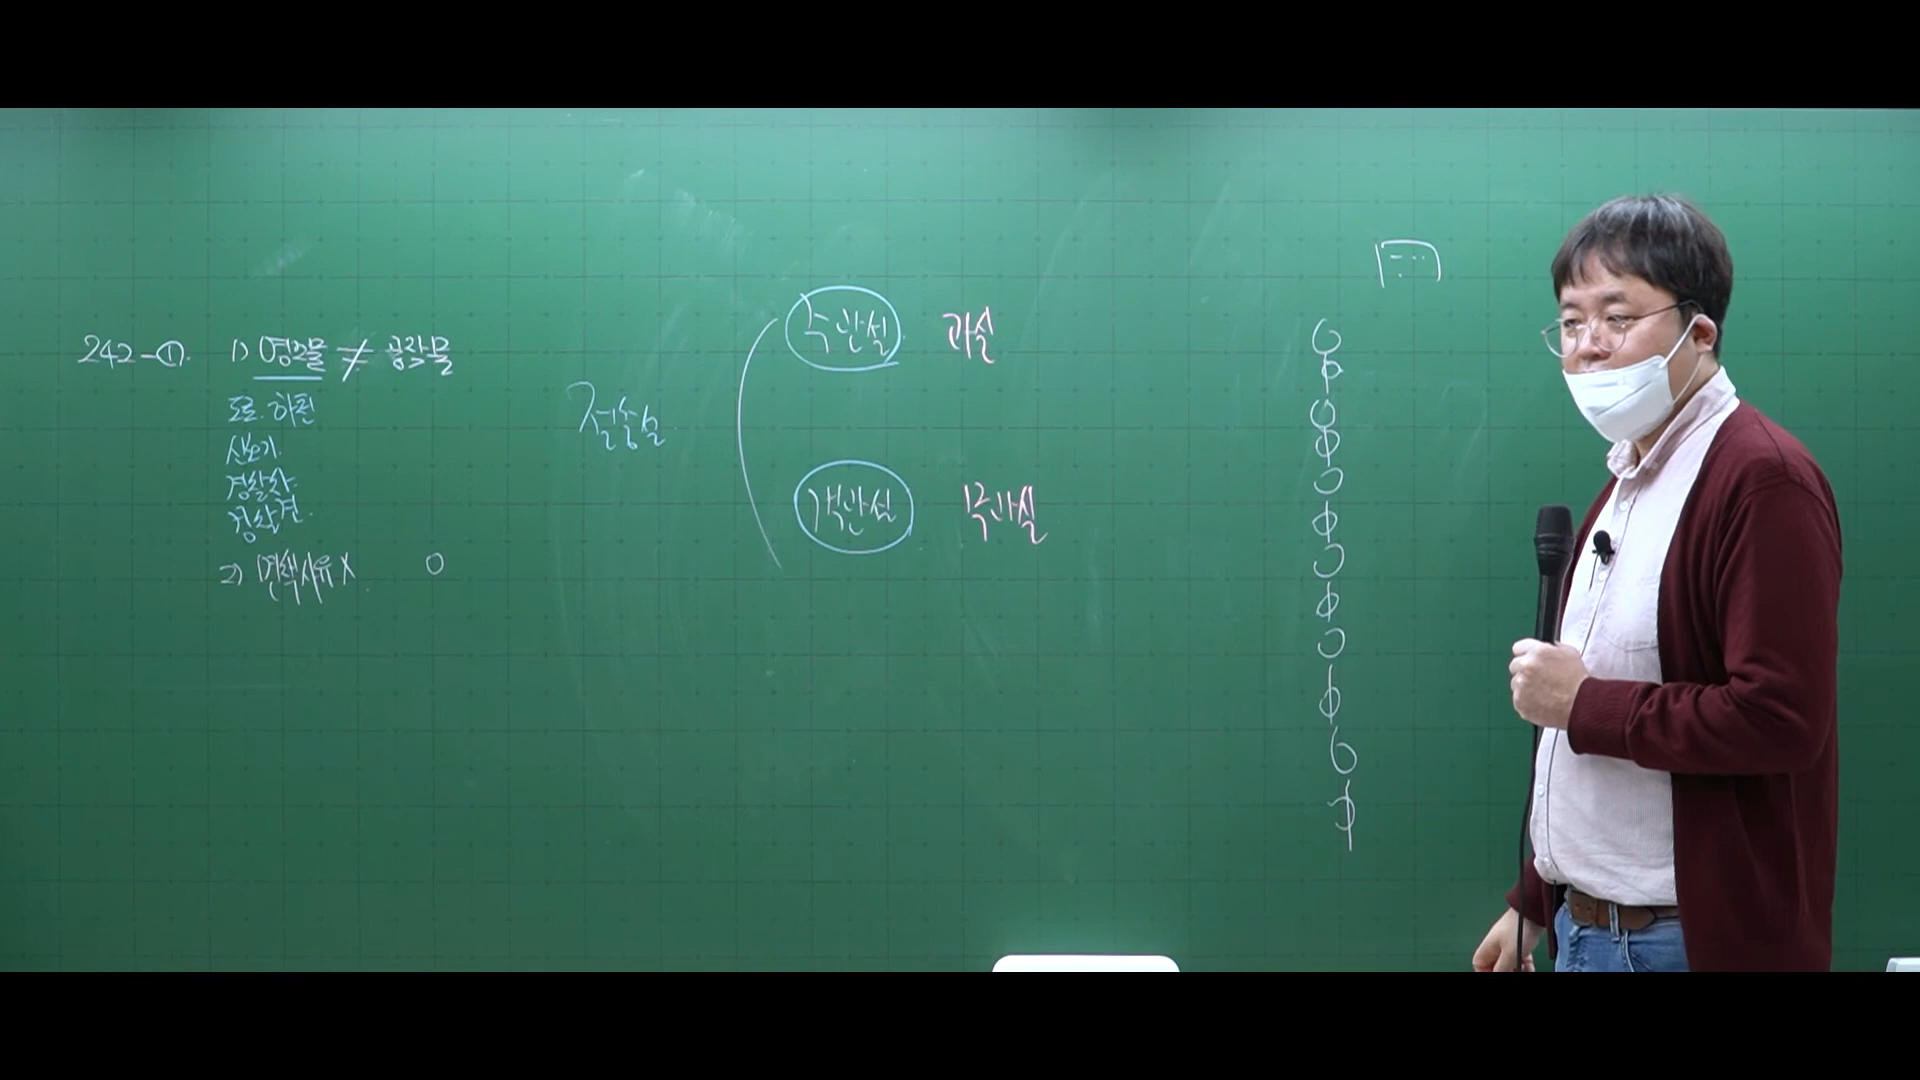 242-① 1) 영조물 ≠ 공공물
도로. 하천
신호기.
경찰차.
경찰견.
2) 면책사유 X O
절충설
주관설 과실
객관설 무과실